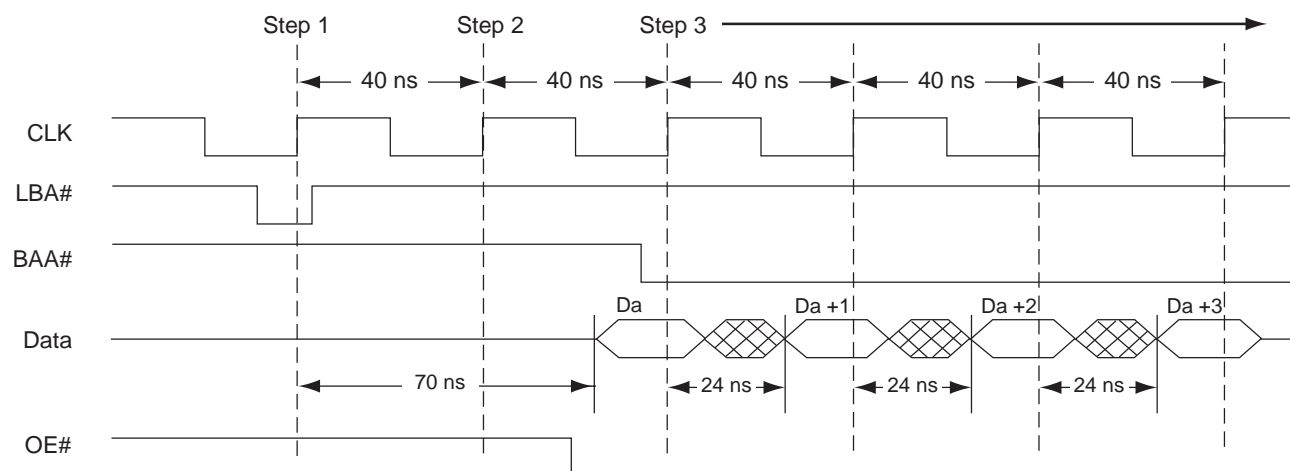 Step 1 Step 2 Step 3
40 ns 40 ns 40 ns 40 ns 40 ns
CLK
LBA#
BAA#
Da Da +1 Da +2 Da +3
Data
70 ns 24 ns 24 ns 24 ns
OE#